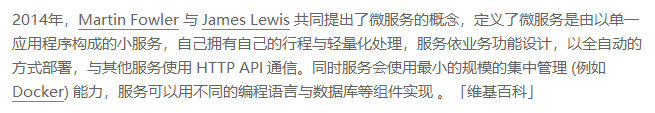 2014年，Martin Fowler 与 James Lewis 共同提出了微服务的概念，定义了微服务是由以单一
应用程序构成的小服务，自己拥有自己的行程与轻量化处理，服务依业务功能设计，以全自动的
方式部署，与其他服务使用 HTTP API 通信。同时服务会使用最小的规模的集中管理 (例如
Docker) 能力，服务可以用不同的编程语言与数据库等组件实现 。「维基百科」